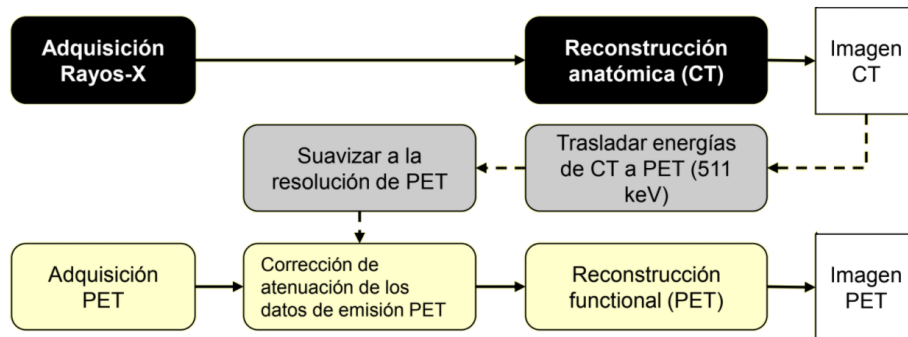 Adquisición
Rayos-X
Reconstrucción
anatómica (CT)
Imagen
CT
Suavizar a la
resolución de PET
Trasladar energías
de CT a PET (511
keV)
Adquisición
PET
Corrección de
atenuación de los
datos de emisión PET
Reconstrucción
functional (PET)
Imagen
PET